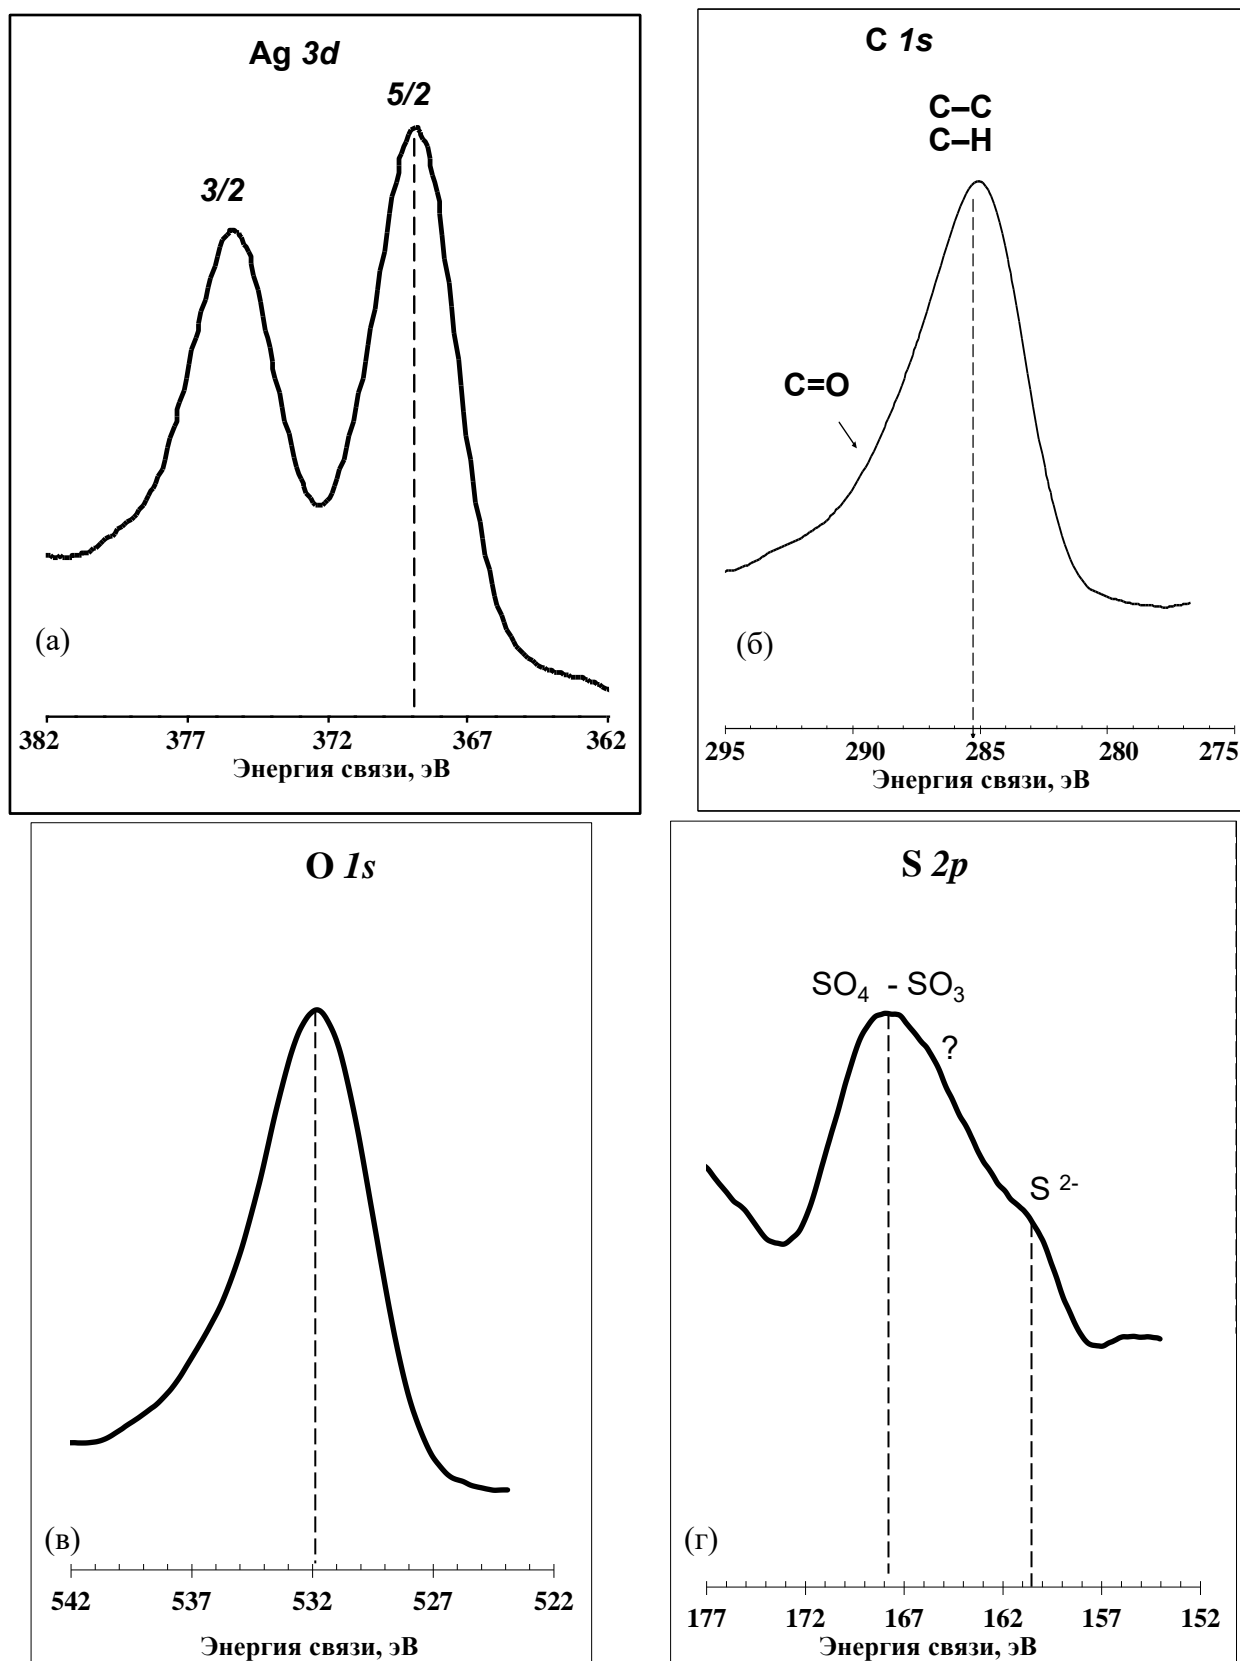 Ag 3d
5/2
3/2
(а)
382 377 372 367 362
Энергия связи, эВ
C 1s
C–C
C–H
C=O
(б)
295 290 285 280 275
Энергия связи, эВ
O 1s
(в)
542 537 532 527 522
Энергия связи, эВ
S 2p
SO₄ - SO₃
?
S ²⁻
(г)
177 172 167 162 157 152
Энергия связи, эВ